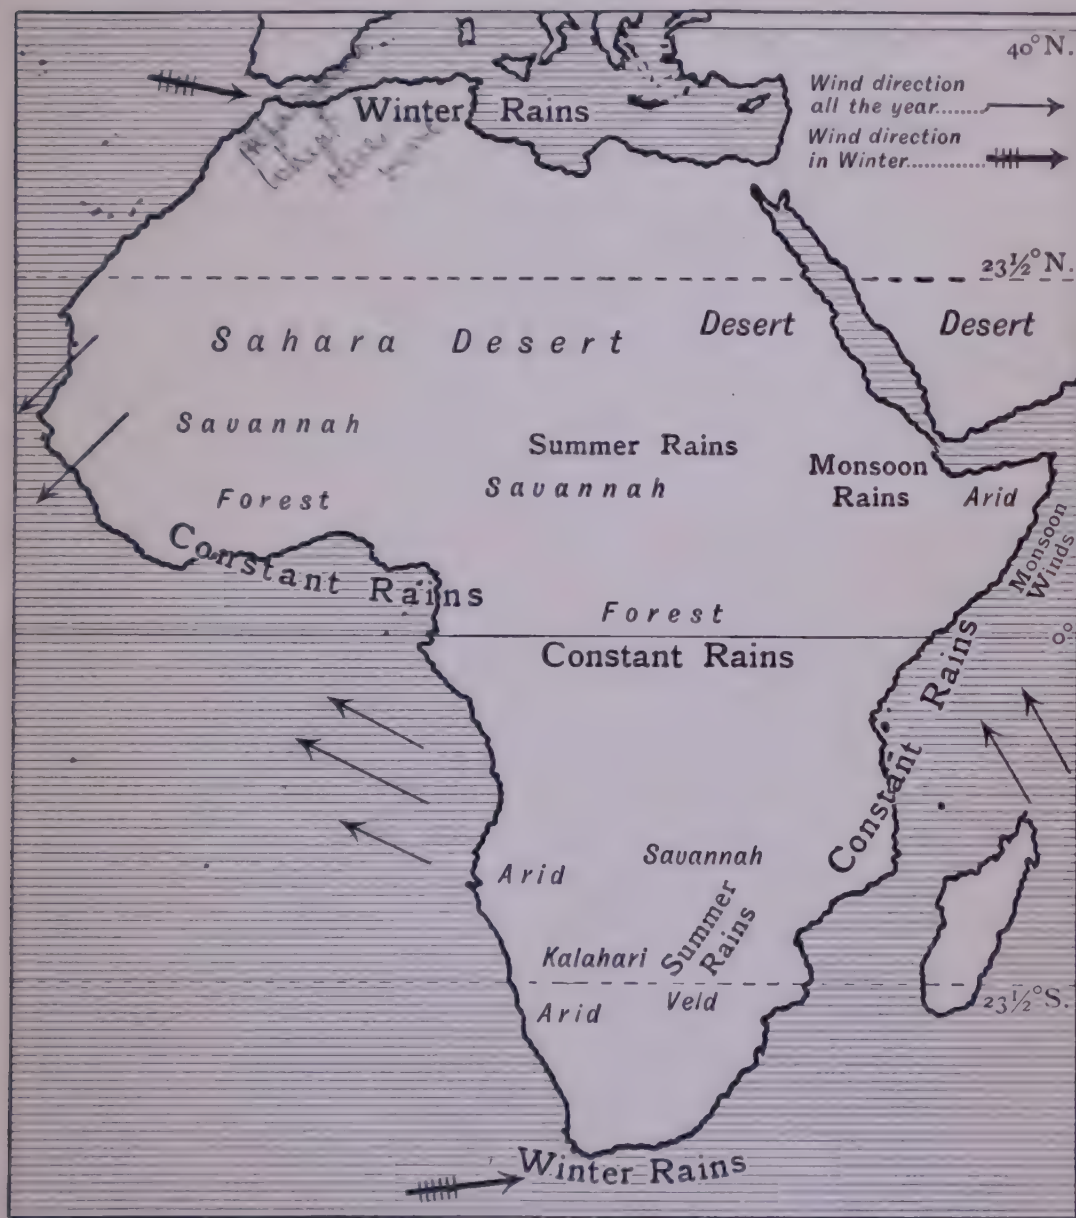 40°N.
Wind direction
all the year........
Wind direction
in Winter.............
Winter Rains
23½°N.
Sahara Desert
Desert
Desert
Savannah
Summer Rains
Savannah
Monsoon
Rains
Arid
Forest
Monsoon
Winds
Constant Rains
Forest
0°
Constant Rains
Constant Rains
Savannah
Arid
Summer
Rains
Kalahari
23½°S.
Arid
Veld
Winter Rains